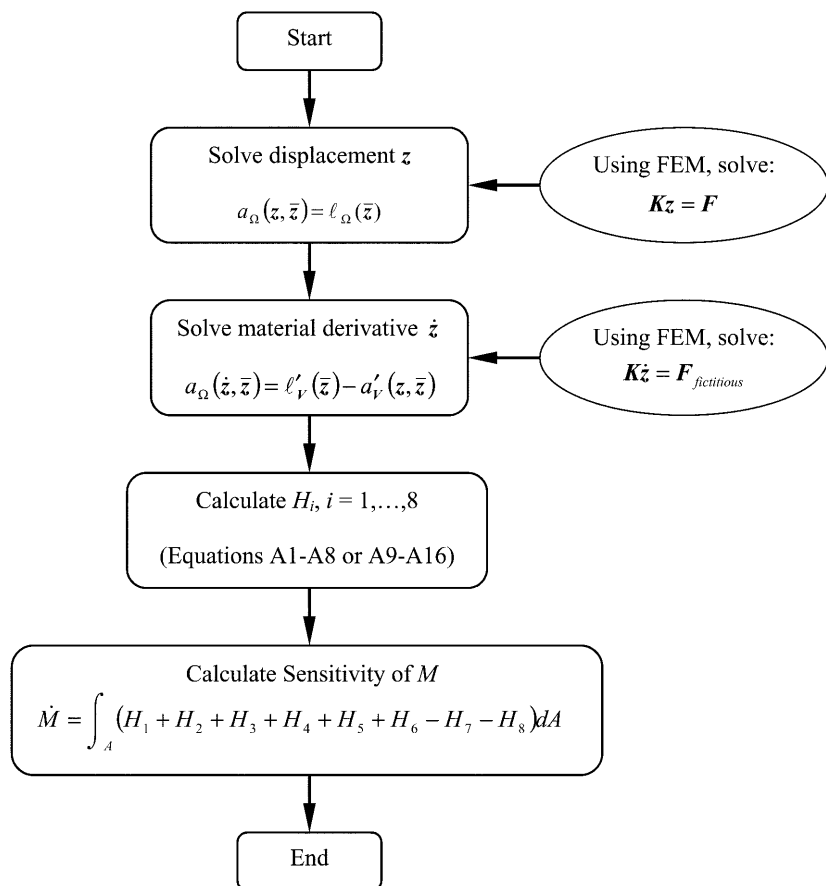 Start
Solve displacement z
Using FEM, solve:
a_Ω(z, z̄) = ℓ_Ω(z̄)
Kz = F
Solve material derivative ż
Using FEM, solve:
a_Ω(ż, z̄) = ℓ′_V(z̄) − a′_V(z, z̄)
Kż = F_fictitious
Calculate H_i, i = 1,…,8
(Equations A1-A8 or A9-A16)
Calculate Sensitivity of M
Ṁ = ∫_A (H_1 + H_2 + H_3 + H_4 + H_5 + H_6 − H_7 − H_8)dA
End